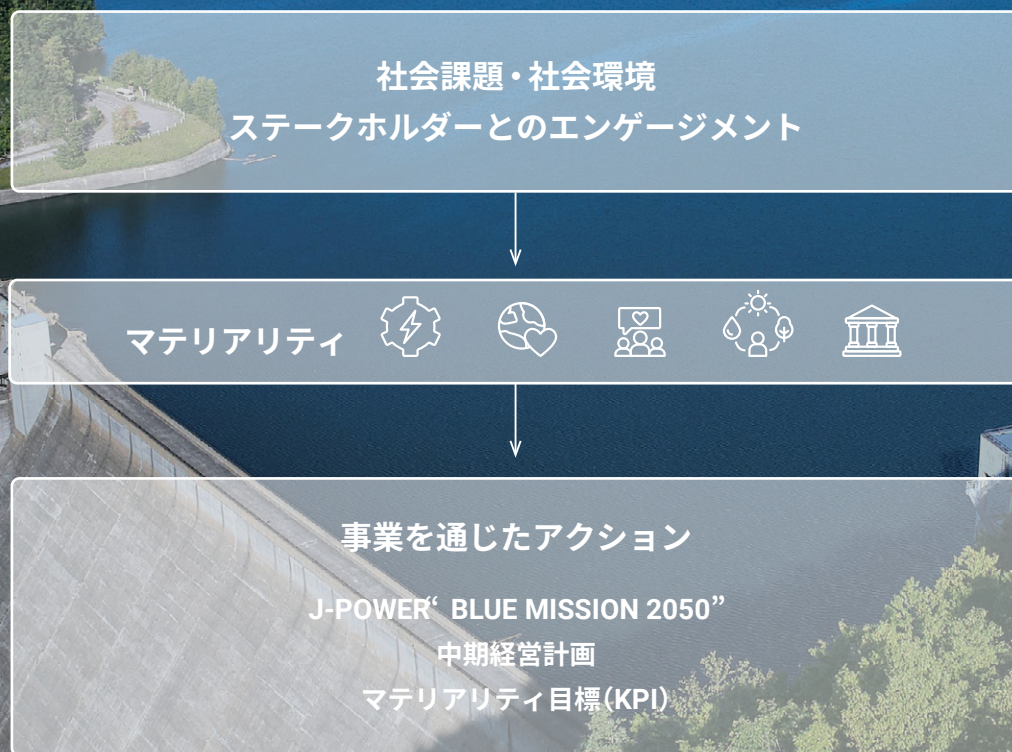 社会課題・社会環境
ステークホルダーとのエンゲージメント
マテリアリティ
事業を通じたアクション
J-POWER“ BLUE MISSION 2050”
中期経営計画
マテリアリティ目標（KPI）